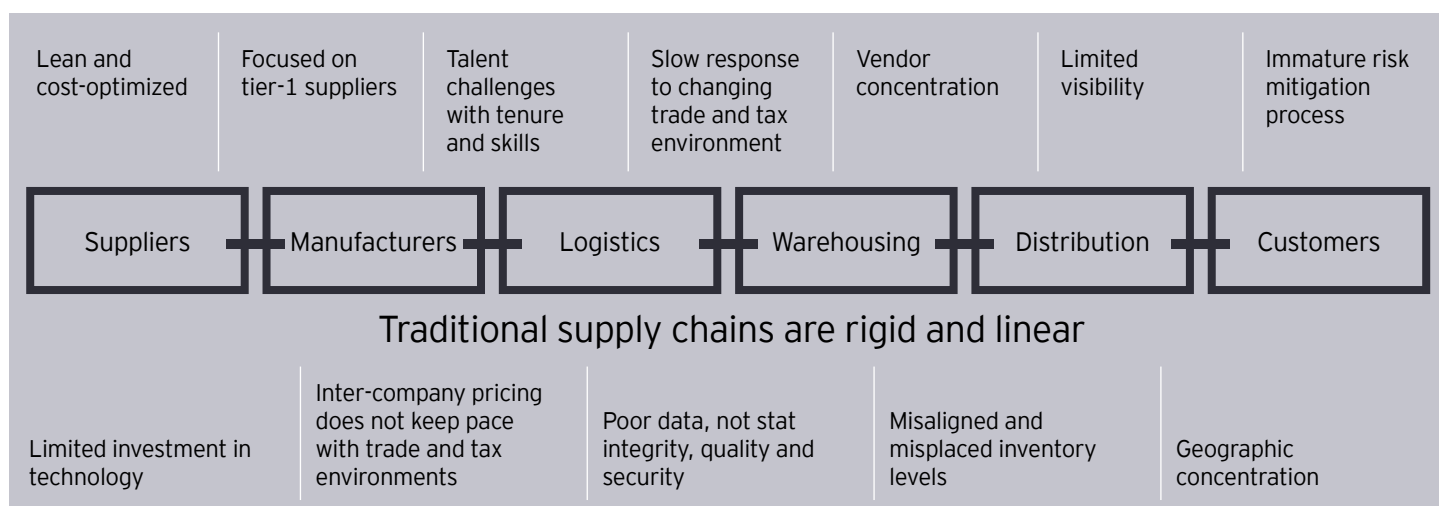 Lean and
cost-optimized
Focused on
tier-1 suppliers
Talent
challenges
with tenure
and skills
Slow response
to changing
trade and tax
environment
Vendor
concentration
Limited
visibility
Immature risk
mitigation
process
Suppliers
Manufacturers
Logistics
Warehousing
Distribution
Customers
Traditional supply chains are rigid and linear
Limited investment in
technology
Inter-company pricing
does not keep pace
with trade and tax
environments
Poor data, not stat
integrity, quality and
security
Misaligned and
misplaced inventory
levels
Geographic
concentration